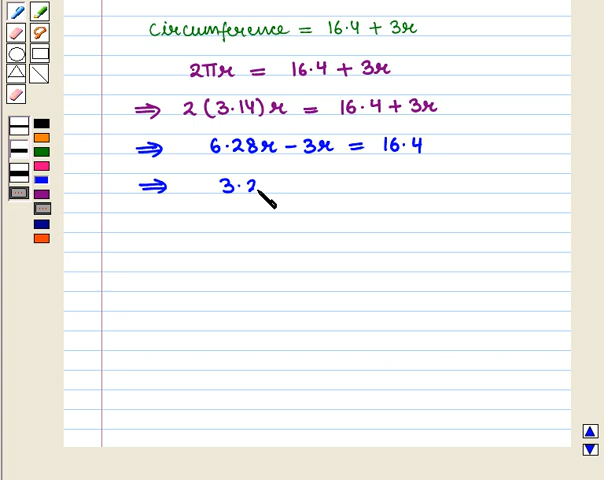 circumference = 16.4 + 3r
2πr = 16.4 + 3r
⇒ 2 (3.14) r = 16.4 + 3r
⇒ 6.28r - 3r = 16.4
⇒ 3.2